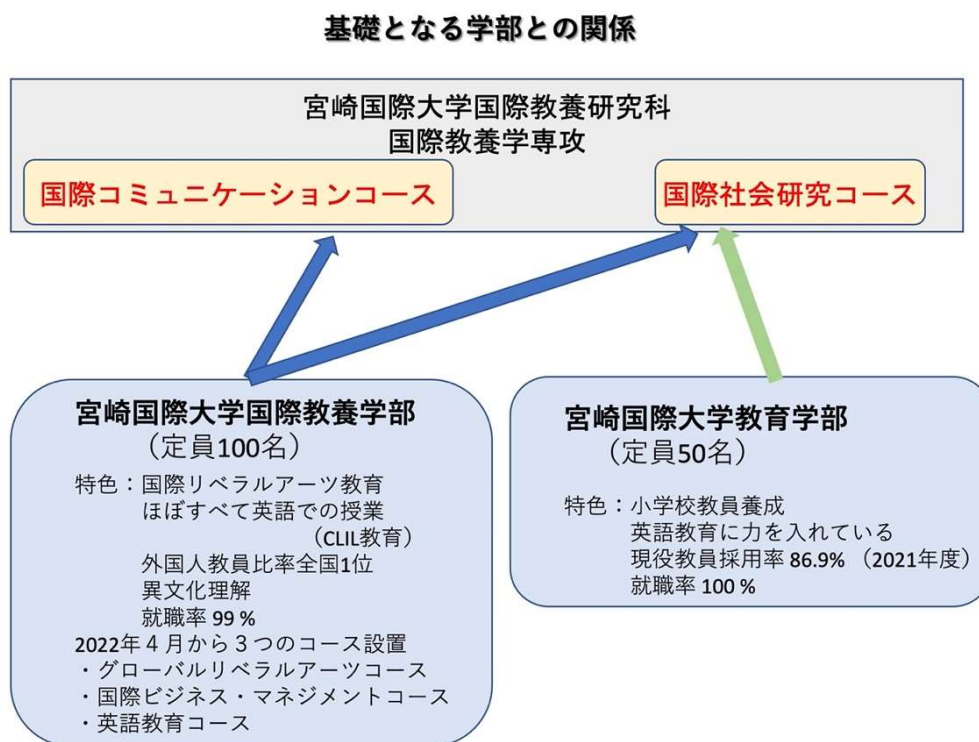 基礎となる学部との関係
宮崎国際大学国際教養研究科
国際教養学専攻
国際コミュニケーションコース
国際社会研究コース
宮崎国際大学国際教養学部
（定員100名）
特色：国際リベラルアーツ教育
ほぼすべて英語での授業
（CLIL教育）
外国人教員比率全国1位
異文化理解
就職率 99 %
2022年４月から３つのコース設置
・グローバルリベラルアーツコース
・国際ビジネス・マネジメントコース
・英語教育コース
宮崎国際大学教育学部
（定員50名）
特色：小学校教員養成
英語教育に力を入れている
現役教員採用率 86.9% （2021年度）
就職率 100 %